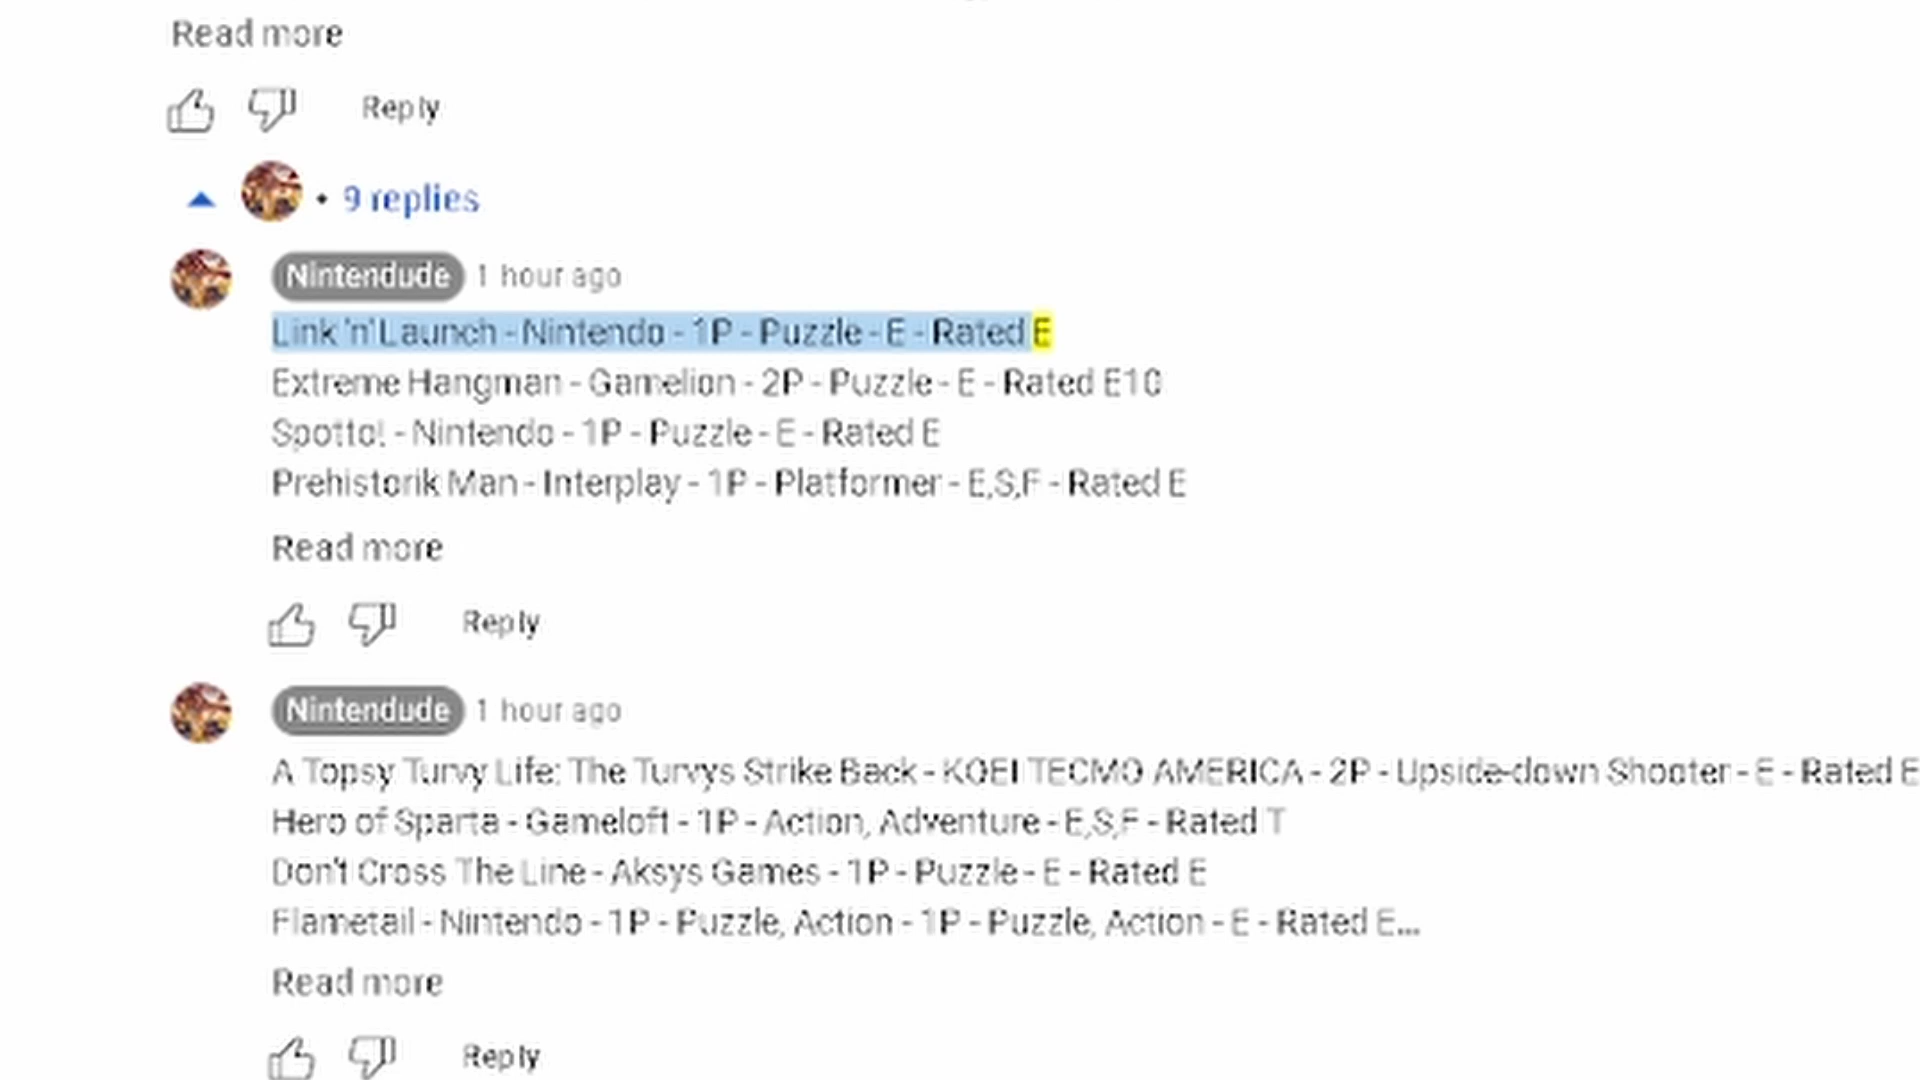 Read more
Reply
• 9 replies
Nintendude 1 hour ago
Link 'n' Launch - Nintendo - 1P - Puzzle - E - Rated E
Extreme Hangman - Gamelion - 2P - Puzzle - E - Rated E10
Spotto! - Nintendo - 1P - Puzzle - E - Rated E
Prehistorik Man - Interplay - 1P - Platformer - E,S,F - Rated E
Read more
Reply
Nintendude 1 hour ago
A Topsy Turvy Life: The Turvys Strike Back - KOEI TECMO AMERICA - 2P - Upside-down Shooter - E - Rated E
Hero of Sparta - Gameloft - 1P - Action, Adventure - E,S,F - Rated T
Don't Cross The Line - Aksys Games - 1P - Puzzle - E - Rated E
Flametail - Nintendo - 1P - Puzzle, Action - 1P - Puzzle, Action - E - Rated E...
Read more
Reply